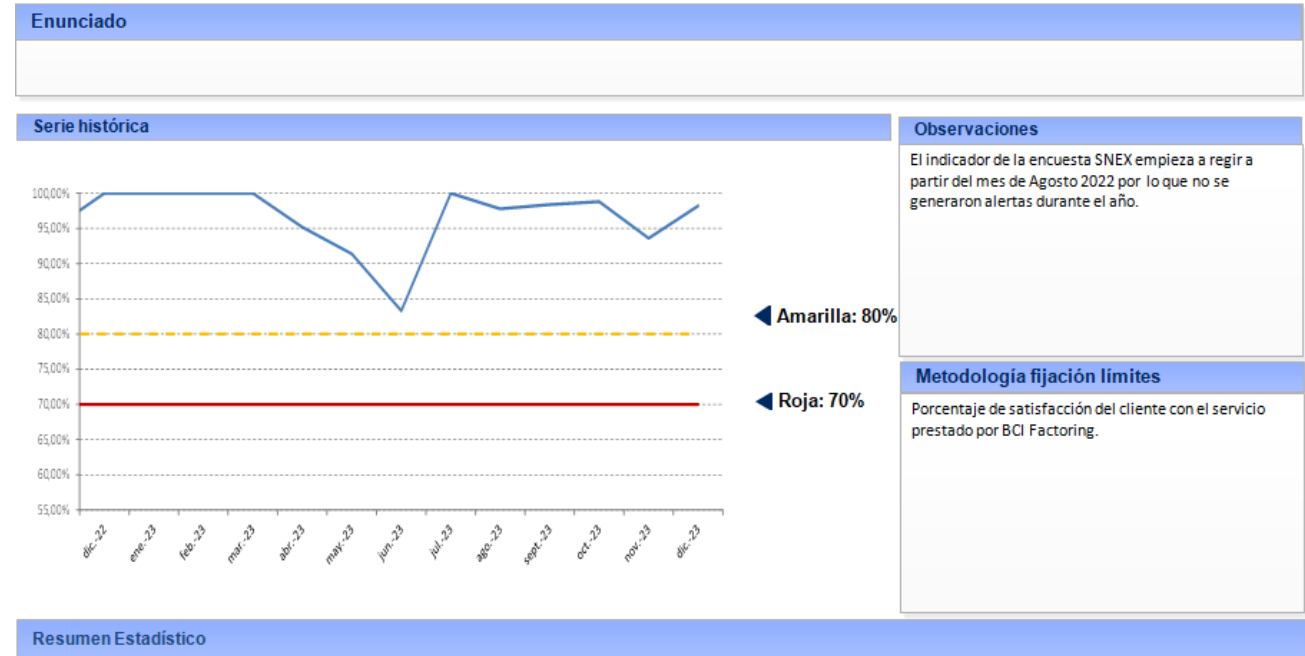 Enunciado
Serie histórica
100,00%
95,00%
90,00%
85,00%
80,00%
75,00%
70,00%
65,00%
60,00%
55,00%
dic.-22
ene.-23
feb.-23
mar.-23
abr.-23
may.-23
jun.-23
jul.-23
ago.-23
sept.-23
oct.-23
nov.-23
dic.-23
Amarilla: 80%
Roja: 70%
Observaciones
El indicador de la encuesta SNEX empieza a regir a
partir del mes de Agosto 2022 por lo que no se
generaron alertas durante el año.
Metodología fijación límites
Porcentaje de satisfacción del cliente con el servicio
prestado por BCI Factoring.
Resumen Estadístico